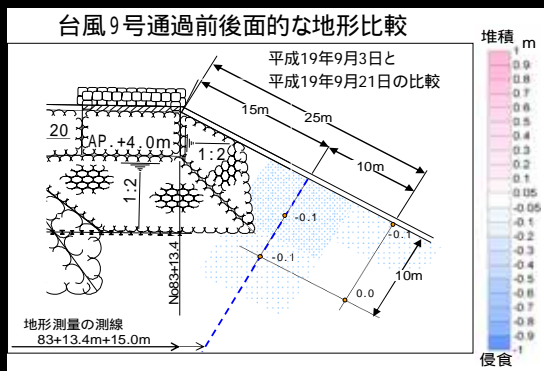 台風9号通過前後面的な地形比較
平成19年9月3日と
平成19年9月21日の比較
15m
25m
10m
20
AP.+4.0m
1:2
1:2
-0.1
-0.1
-0.1
0.0
10m
No83+13.4
地形測量の測線
83+13.4m+15.0m
堆積
m
1
0.9
0.8
0.7
0.6
0.5
0.4
0.3
0.2
0.1
0.05
-0.05
-0.1
-0.2
-0.3
-0.4
-0.5
-0.6
-0.7
-0.8
-0.9
-1
侵食